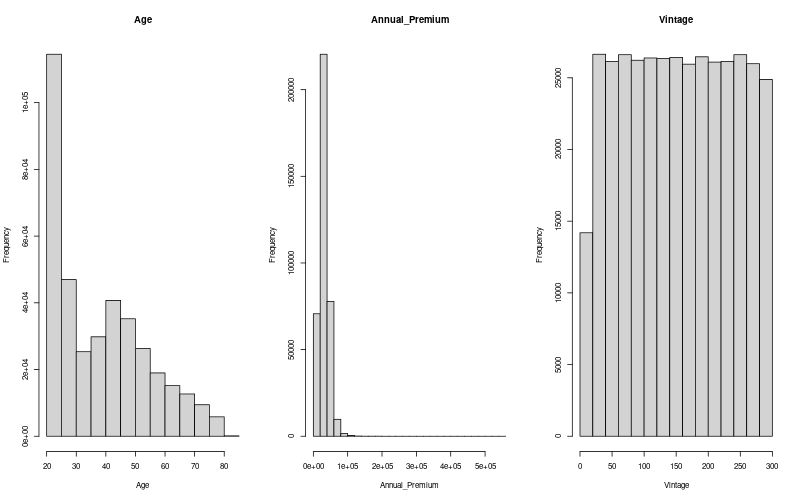 Age
Annual_Premium
Vintage
Frequency
0e+00
2e+04
4e+04
6e+04
8e+04
1e+05
20
30
40
50
60
70
80
Age
Frequency
0
50000
100000
150000
200000
0e+00
1e+05
2e+05
3e+05
4e+05
5e+05
Annual_Premium
Frequency
0
5000
10000
15000
20000
25000
0
50
100
150
200
250
300
Vintage